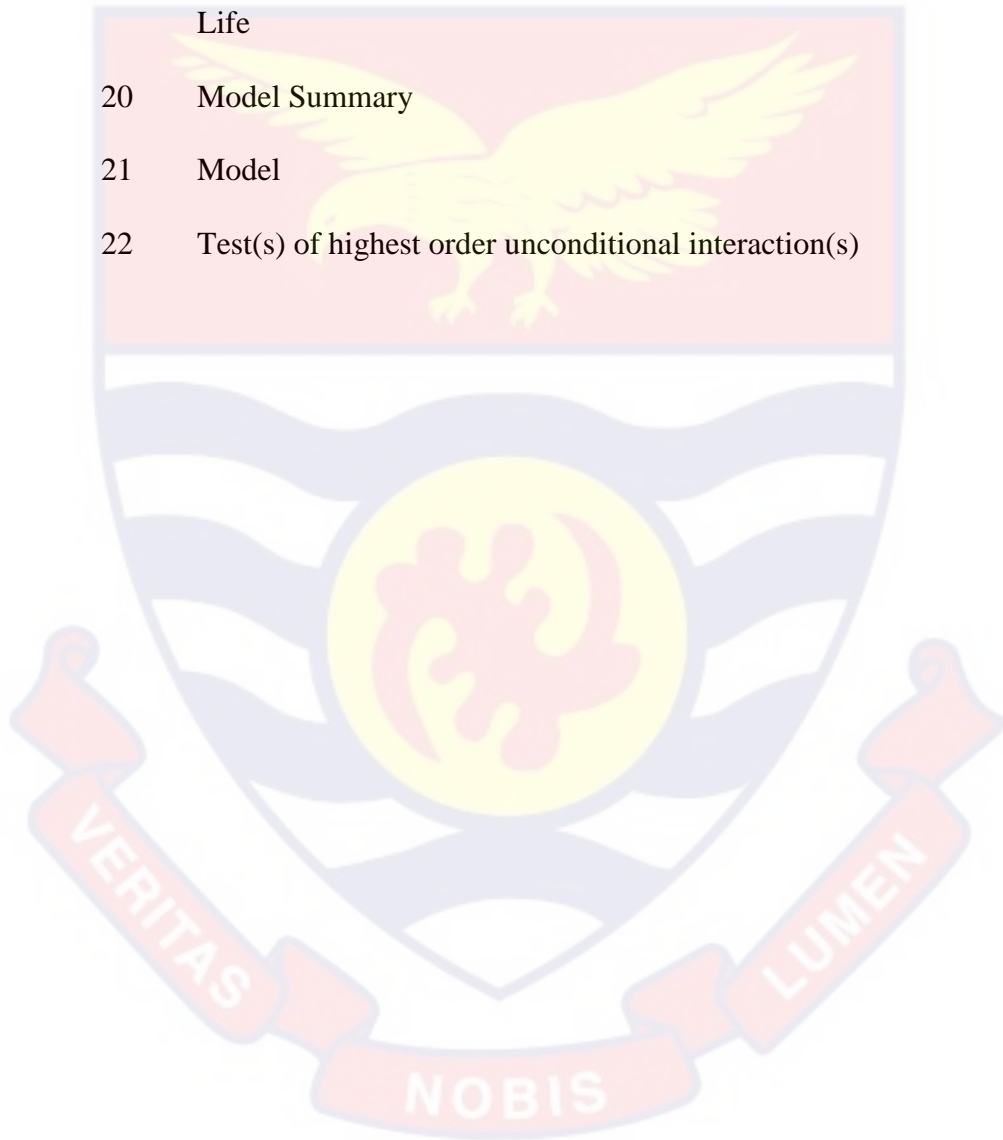 Life
20 Model Summary
21 Model
22 Test(s) of highest order unconditional interaction(s)
VERITAS
NOBIS
LUMEN